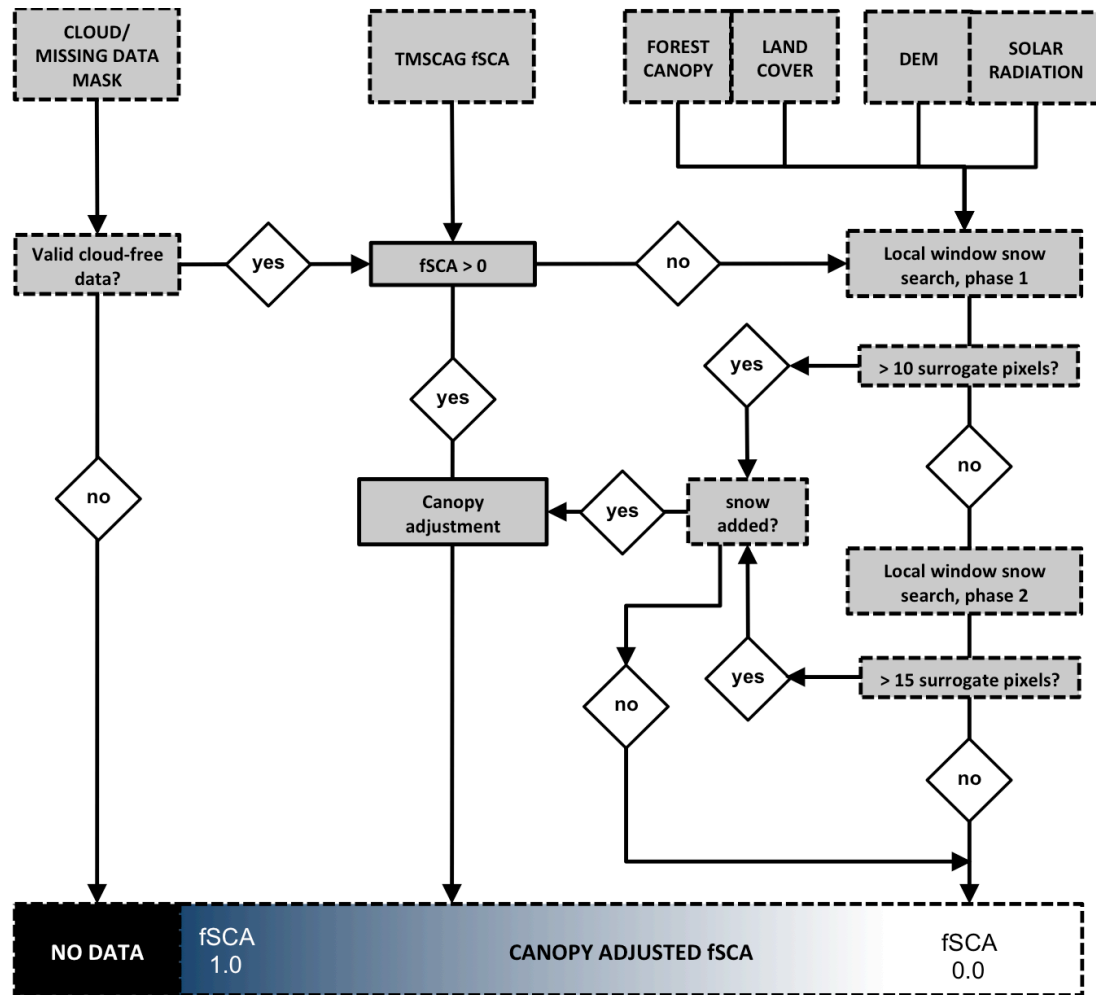 CLOUD/
MISSING DATA
MASK
TMSCAG fSCA
FOREST
CANOPY
LAND
COVER
DEM
SOLAR
RADIATION
Valid cloud-free
data?
yes
fSCA > 0
no
Local window snow
search, phase 1
yes
> 10 surrogate pixels?
yes
no
no
Canopy
adjustment
yes
snow
added?
Local window snow
search, phase 2
yes
> 15 surrogate pixels?
no
no
NO DATA
fSCA
1.0
CANOPY ADJUSTED fSCA
fSCA
0.0